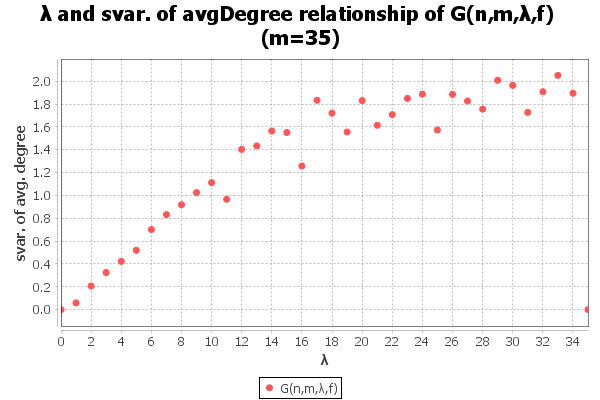 λ and svar. of avgDegree relationship of G(n,m,λ,f)
(m=35)
svar. of avg. degree
2.0
1.8
1.6
1.4
1.2
1.0
0.8
0.6
0.4
0.2
0.0
0 2 4 6 8 10 12 14 16 18 20 22 24 26 28 30 32 34
λ
G(n,m,λ,f)